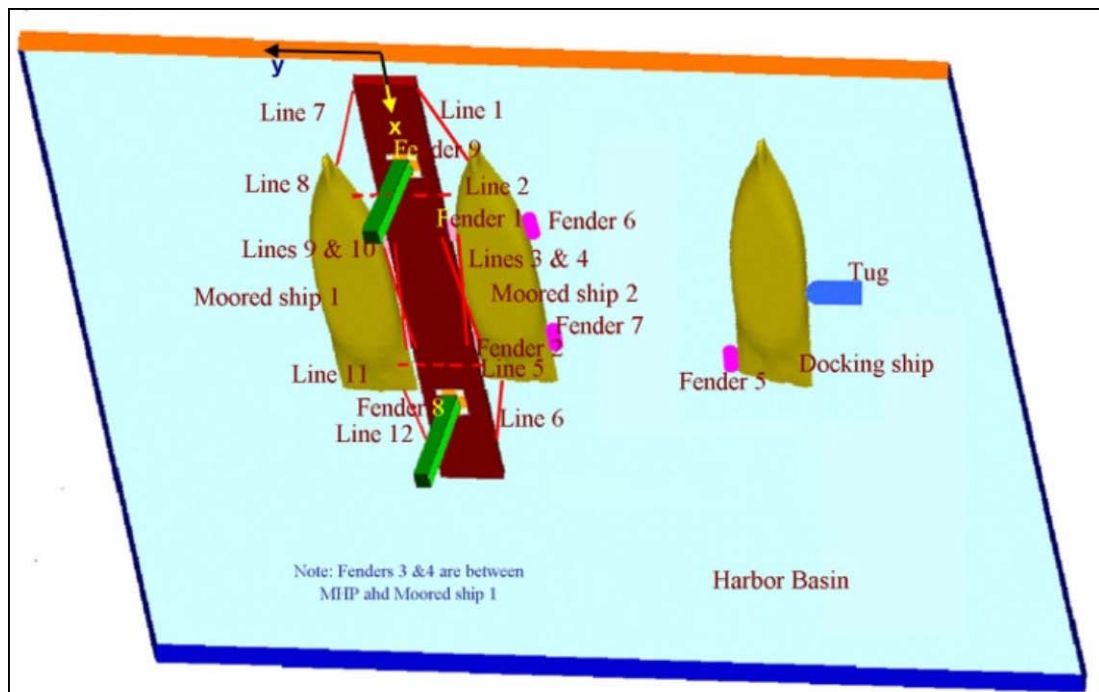 y
x
Line 7
Line 1
Fender 9
Line 8
Line 2
Fender 1
Fender 6
Lines 9 & 10
Lines 3 & 4
Tug
Moored ship 1
Moored ship 2
Fender 7
Fender 2
Line 5
Line 11
Docking ship
Fender 5
Fender 8
Line 6
Line 12
Note: Fenders 3 &4 are between
MHP ahd Moored ship 1
Harbor Basin